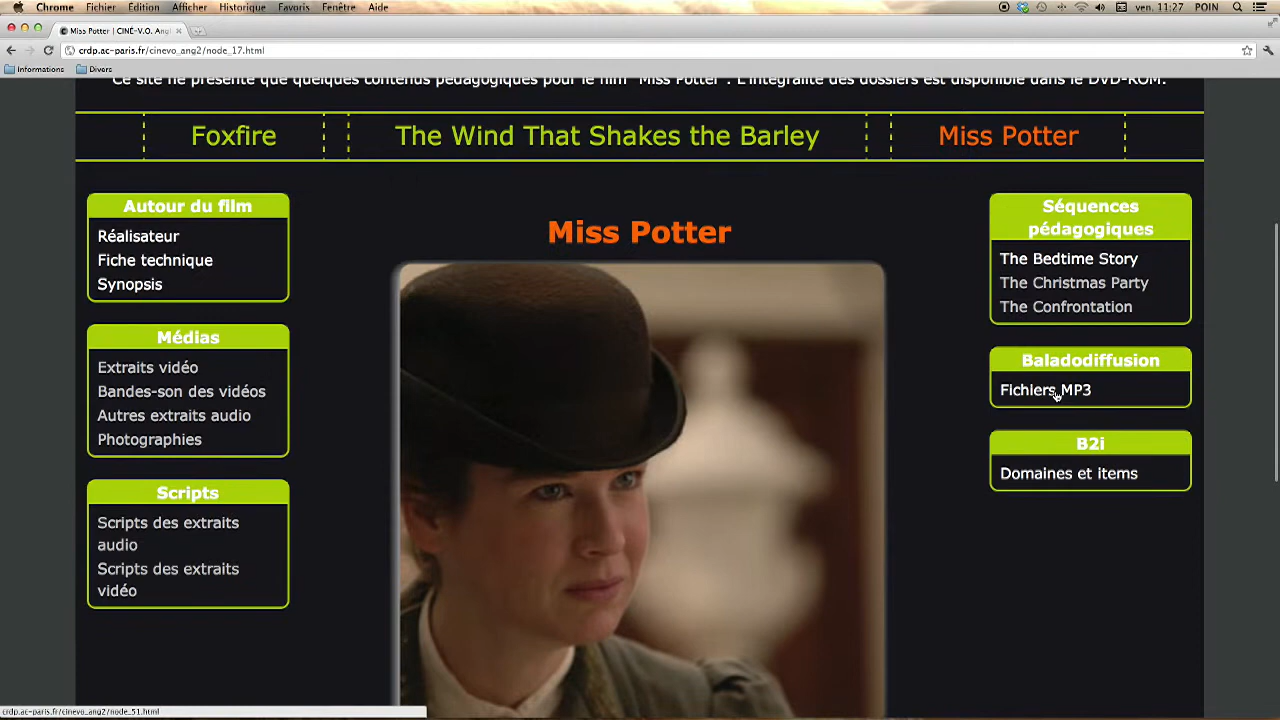 Chrome Fichier Édition Afficher Historique Favoris Fenêtre Aide ven. 11:27 POIN
Miss Potter | CINÉ-V.O. Ang
crdp.ac-paris.fr/cinevo_ang2/node_17.html
Informations Divers
Ce site ne présente que quelques contenus pédagogiques pour le film "Miss Potter". L'intégralité des dossiers est disponible dans le DVD-ROM.
Foxfire The Wind That Shakes the Barley Miss Potter
Autour du film
Réalisateur
Fiche technique
Synopsis
Médias
Extraits vidéo
Bandes-son des vidéos
Autres extraits audio
Photographies
Scripts
Scripts des extraits
audio
Scripts des extraits
vidéo
Miss Potter
Séquences
pédagogiques
The Bedtime Story
The Christmas Party
The Confrontation
Baladodiffusion
Fichiers MP3
B2i
Domaines et items
crdp.ac-paris.fr/cinevo_ang2/node_51.html